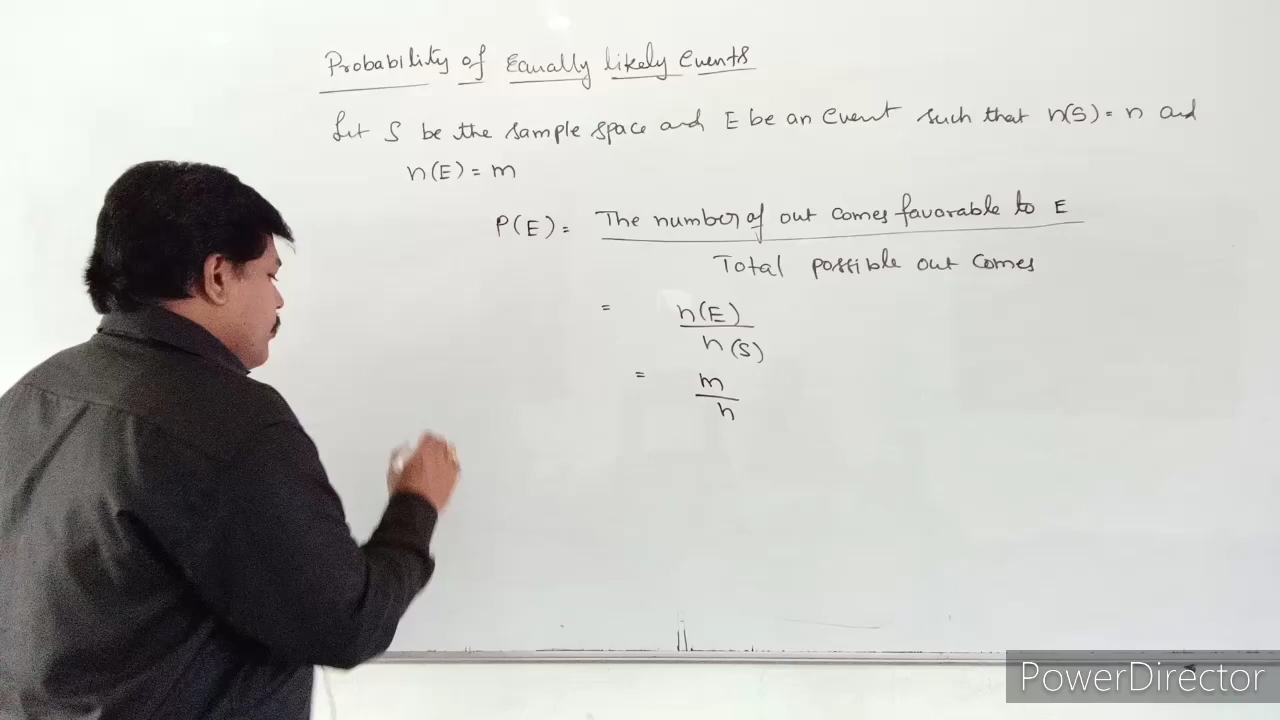 Probability of Equally likely Events
Let S be the sample space and E be an Event such that n(S) = n and
n(E) = m
P(E) = The number of out comes favorable to E
Total possible out comes
= n(E)
n(S)
= m
n
PowerDirector